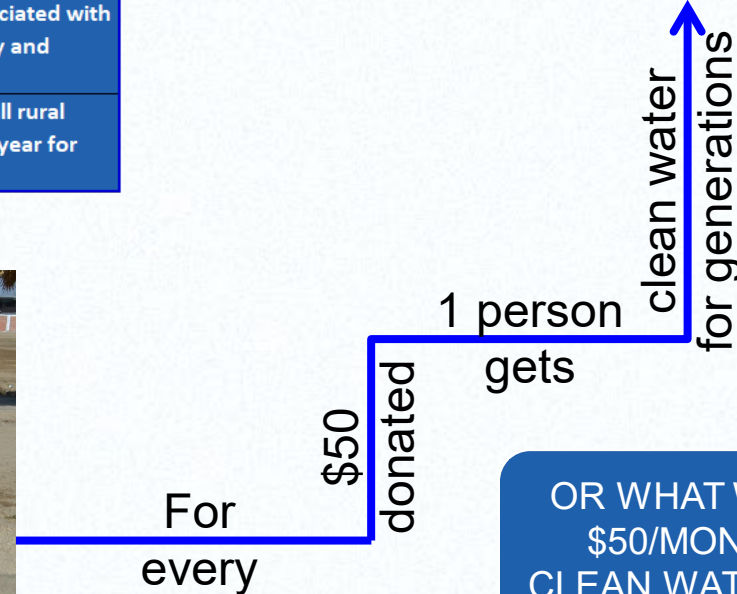 ciated with
y and
ll rural
year for
For
every
$50
donated
1 person
gets
clean water
for generations
OR WHAT
$50/MON
CLEAN WAT